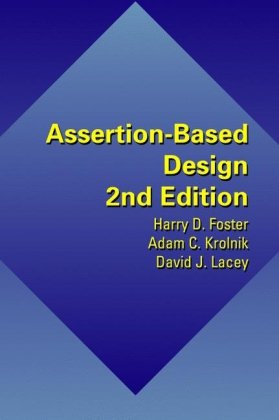 Assertion-Based
Design
2nd Edition
Harry D. Foster
Adam C. Krolnik
David J. Lacey